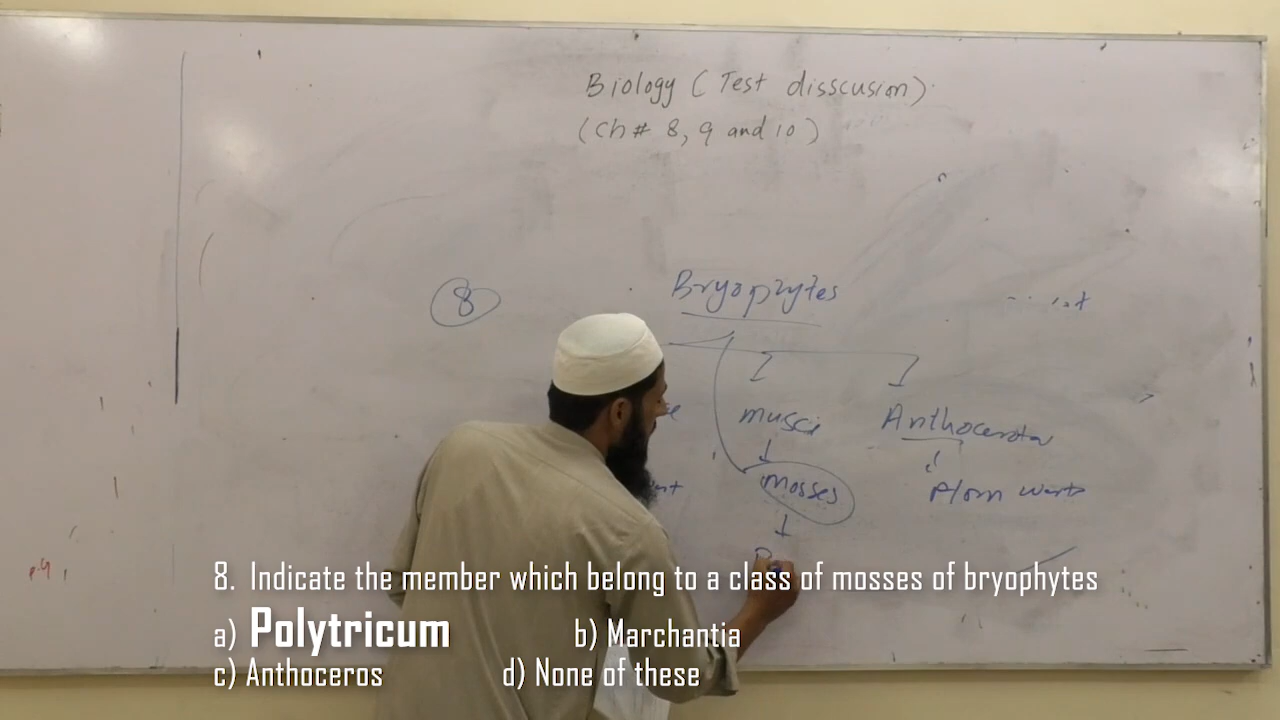 Biology (Test disscusion)
(Ch# 8, 9 and 10)
8
Bryophytes
musci
Anthocerota
mosses
Horn warts
8. Indicate the member which belong to a class of mosses of bryophytes
a) Polytricum b) Marchantia
c) Anthoceros d) None of these